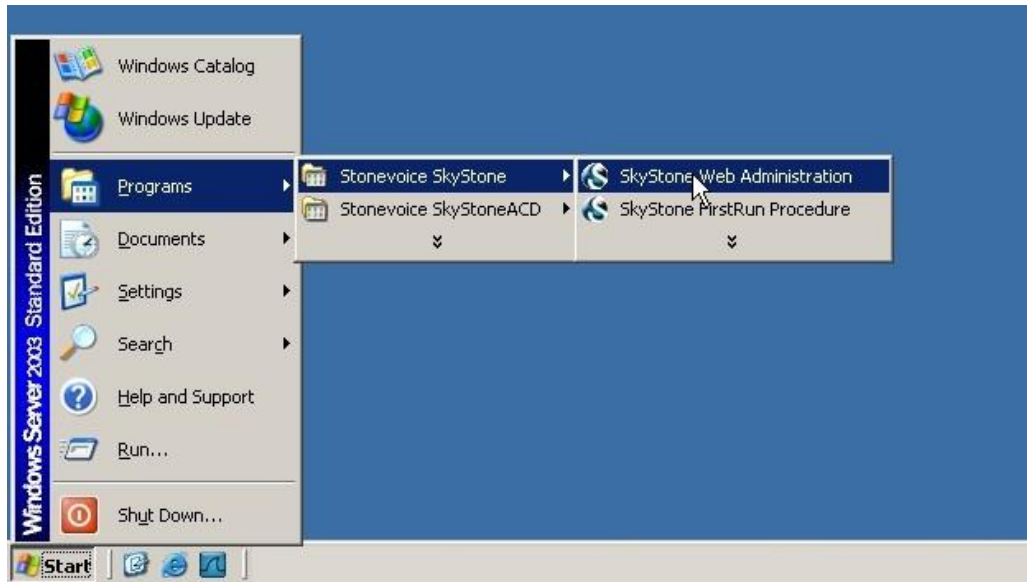 Windows Server 2003 Standard Edition
Windows Catalog
Windows Update
Programs
Documents
Settings
Search
Help and Support
Run...
Shut Down...
Stonevoice SkyStone
Stonevoice SkyStoneACD
SkyStone Web Administration
SkyStone FirstRun Procedure
Start